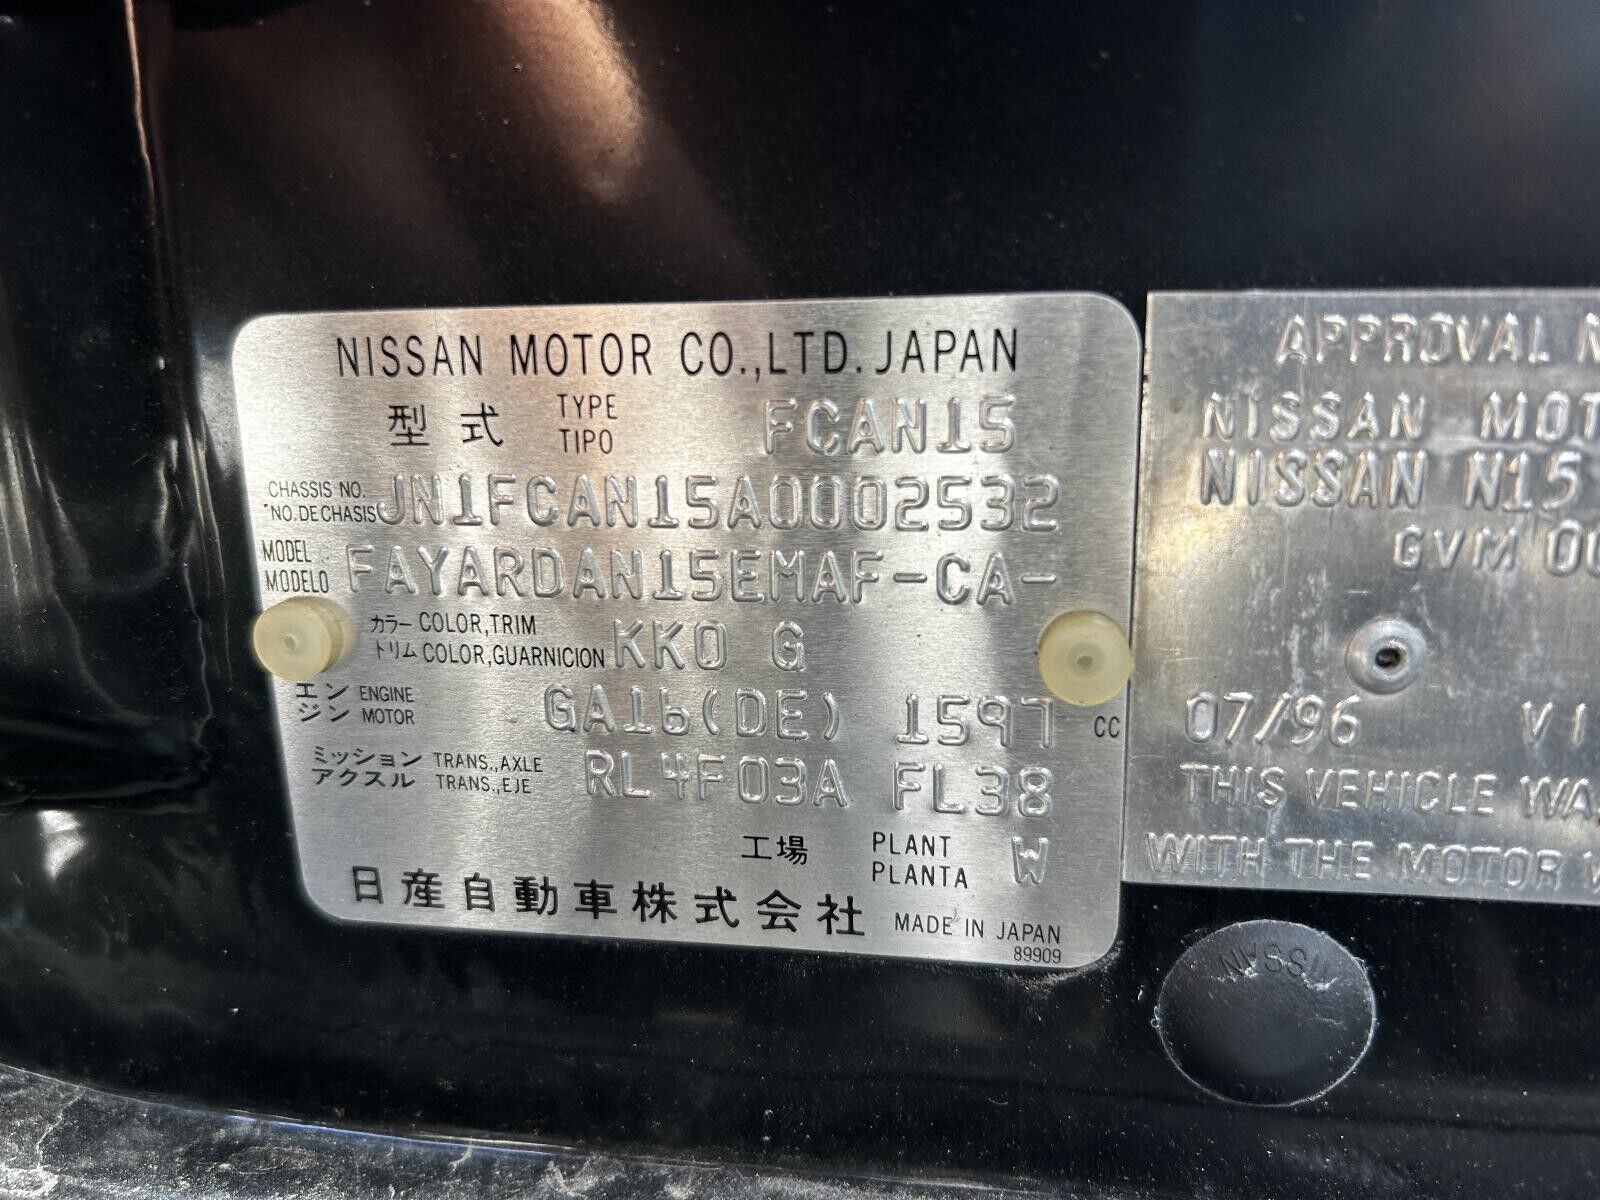 NISSAN MOTOR CO.,LTD. JAPAN
型式 TYPE TIPO FCAN15
CHASSIS NO. NO.DE CHASIS JN1FCAN15A0002532
MODEL MODELO FAYARDAN15EMAF-CA-
カラー COLOR,TRIM
トリム COLOR,GUARNICION KK0 G
エンジン ENGINE MOTOR GA16(DE) 1597 CC
ミッション TRANS.,AXLE
アクスル TRANS.,EJE RL4F03A FL38
工場 PLANT PLANTA W
日産自動車株式会社 MADE IN JAPAN
89909
APPROVAL
NISSAN MOT
NISSAN N15
GVM
07/96 VI
THIS VEHICLE WA
WITH THE MOTOR V
NISSAN